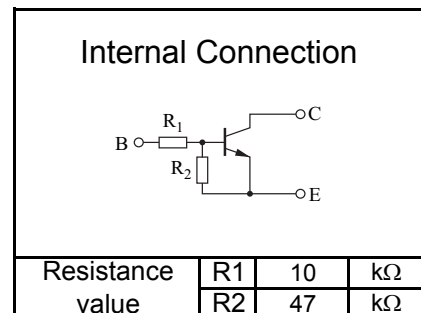 Internal Connection
C
R1
B
R2
E
Resistance value R1 10 kΩ
R2 47 kΩ